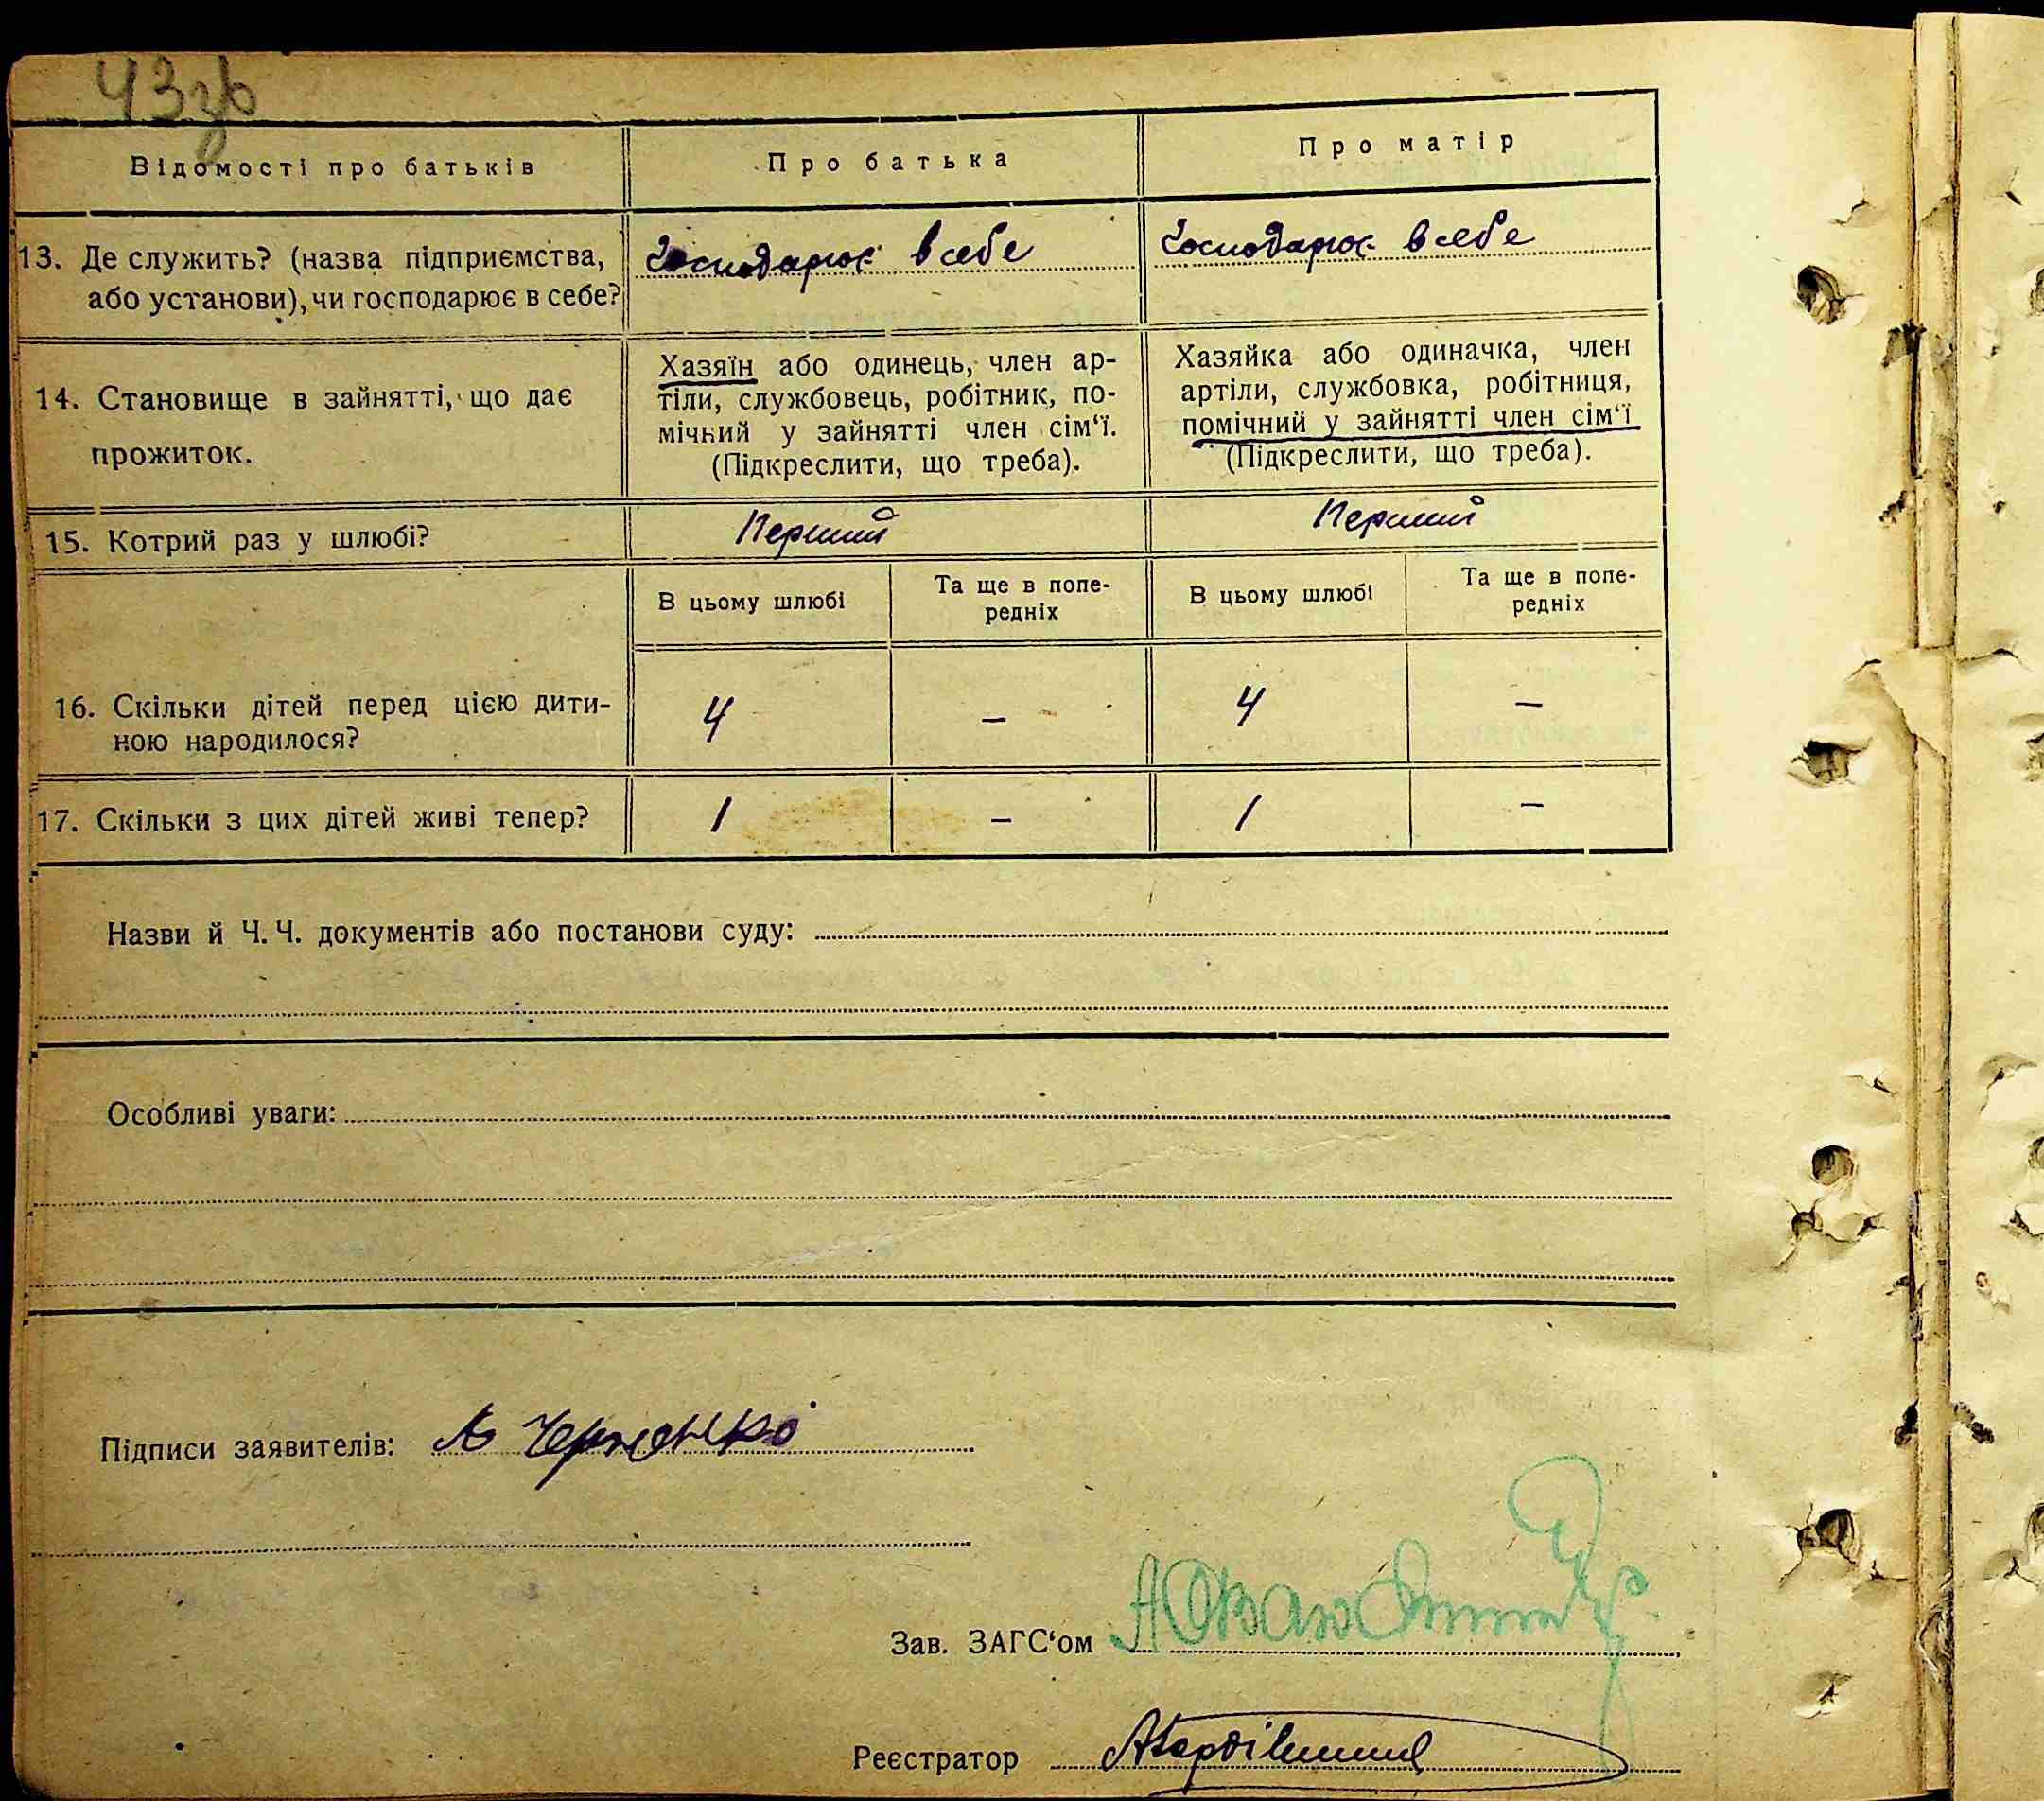 43зв
Відомості про батьків
Про батька
Про матір
13. Де служить? (назва підприємства,
або установи), чи господарює в себе?
Господарює в себе
Господарює в себе
14. Становище в зайнятті, що дає
прожиток.
Хазяїн або одинець, член ар-
тіли, службовець, робітник, по-
мічний у зайнятті член сім‘ї.
(Підкреслити, що треба).
Хазяйка або одиначка, член
артіли, службовка, робітниця,
помічний у зайнятті член сім‘ї
(Підкреслити, що треба).
15. Котрий раз у шлюбі?
Перший
Перший
В цьому шлюбі
Та ще в попе-
редніх
В цьому шлюбі
Та ще в попе-
редніх
16. Скільки дітей перед цією дити-
ною народилося?
4
–
4
–
17. Скільки з цих дітей живі тепер?
1
–
1
–
Назви й Ч. Ч. документів або постанови суду:
Особливі уваги:
Підписи заявителів:
Зав. ЗАГС‘ом
Реєстратор